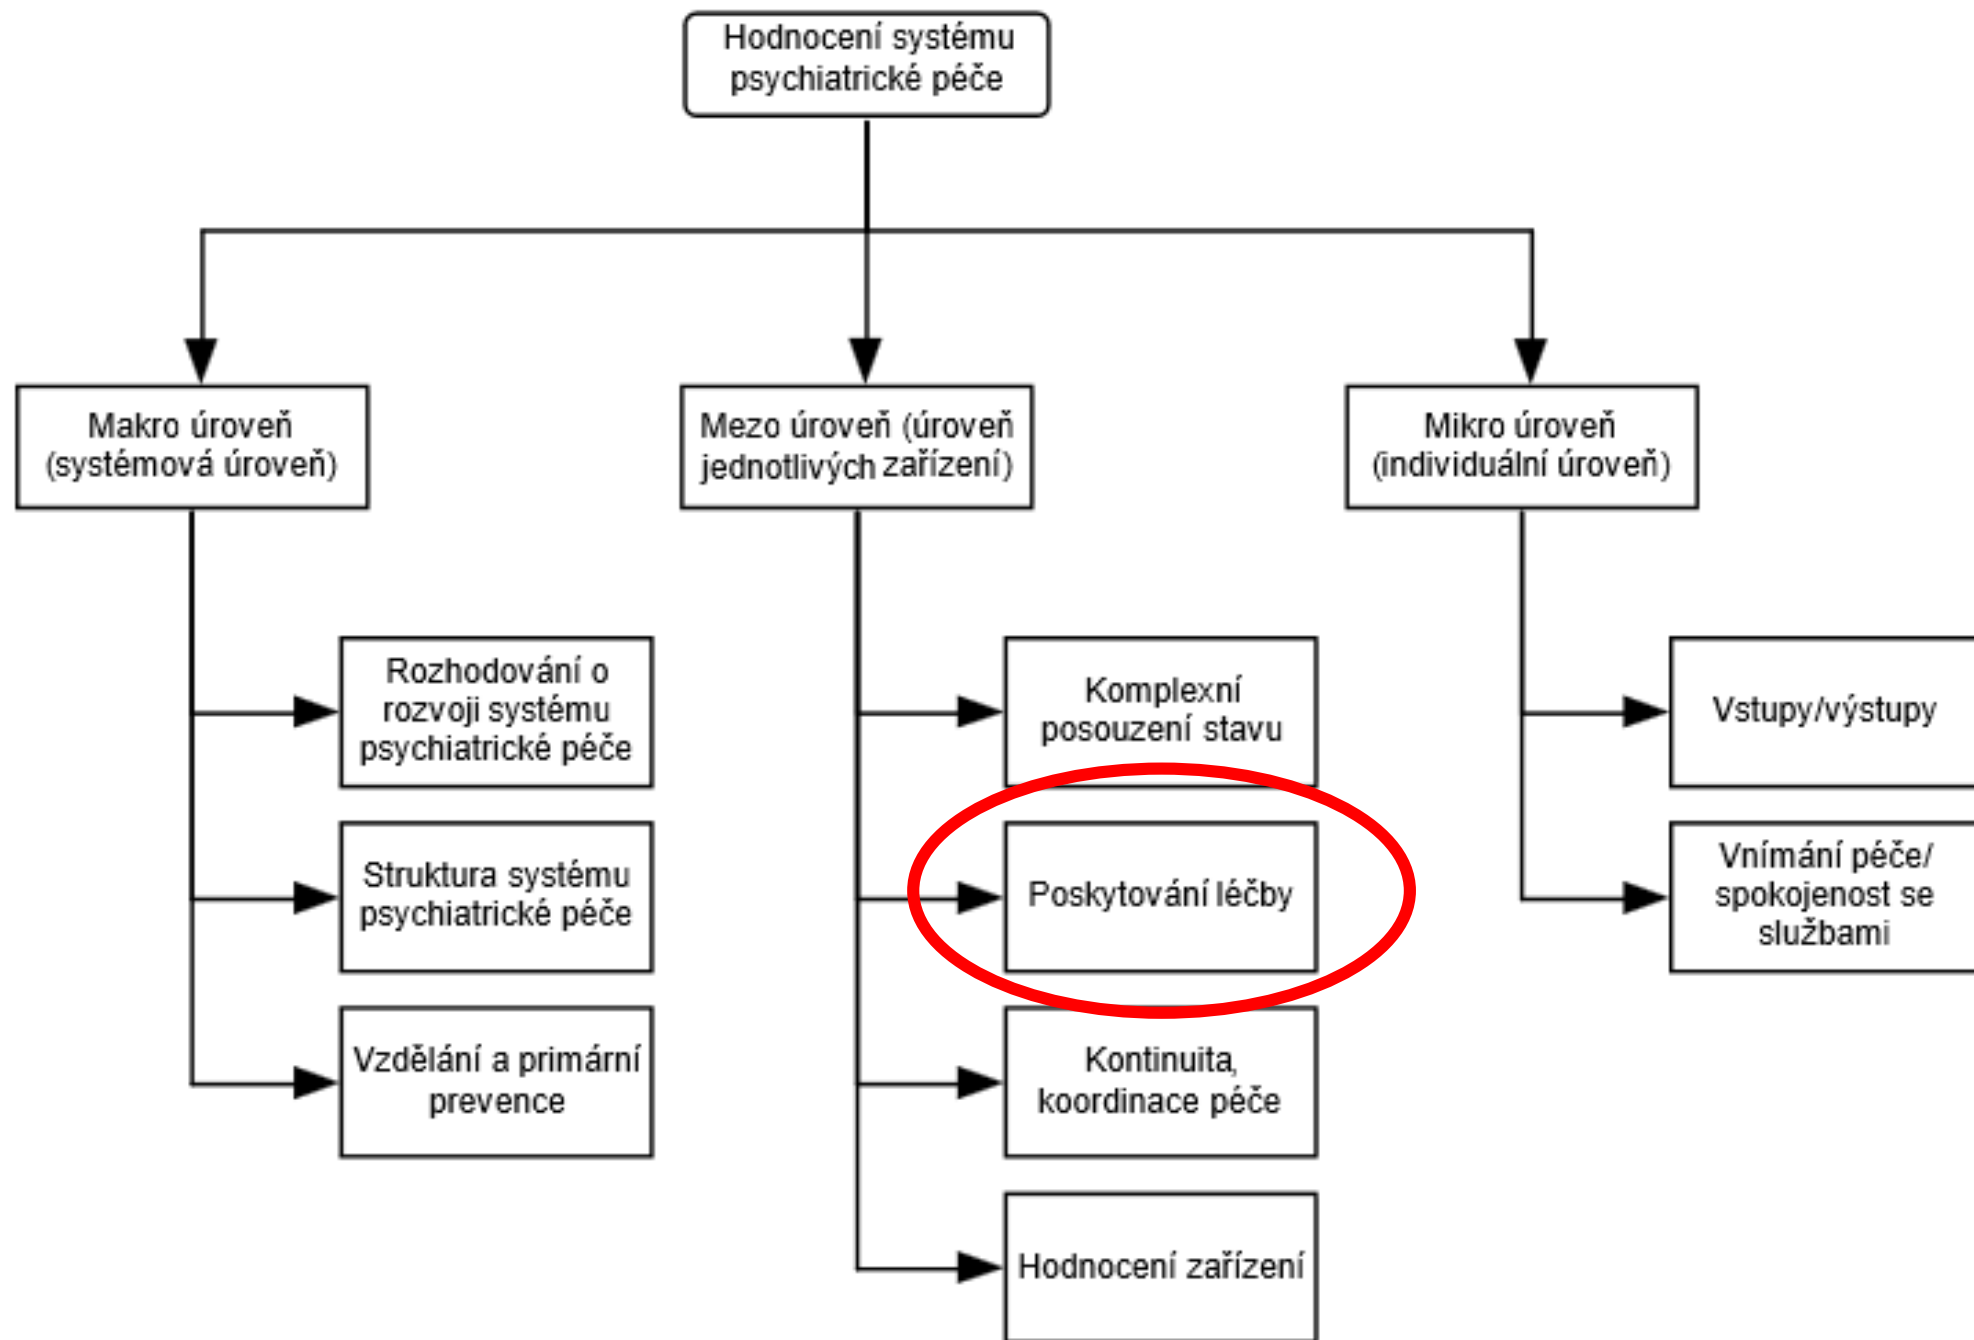 Hodnocení systému
psychiatrické péče
Makro úroveň
(systémová úroveň)
Mezo úroveň (úroveň
jednotlivých zařízení)
Mikro úroveň
(individuální úroveň)
Rozhodování o
rozvoji systému
psychiatrické péče
Struktura systému
psychiatrické péče
Vzdělání a primární
prevence
Komplexní
posouzení stavu
Poskytování léčby
Kontinuita,
koordinace péče
Hodnocení zařízení
Vstupy/výstupy
Vnímání péče/
spokojenost se
službami